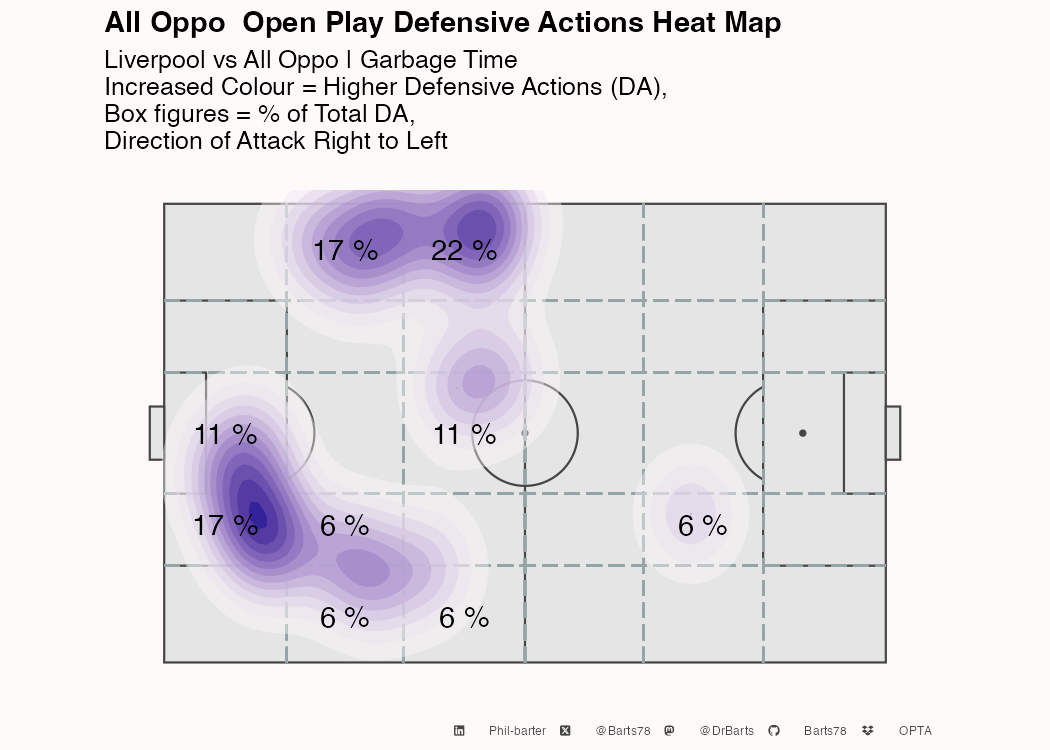 All Oppo  Open Play Defensive Actions Heat Map
Liverpool vs All Oppo | Garbage Time
Increased Colour = Higher Defensive Actions (DA),
Box figures = % of Total DA,
Direction of Attack Right to Left
17 % 22 %
11 % 11 %
17 % 6 % 6 %
6 % 6 %
Phil-barter @Barts78 @DrBarts Barts78 OPTA